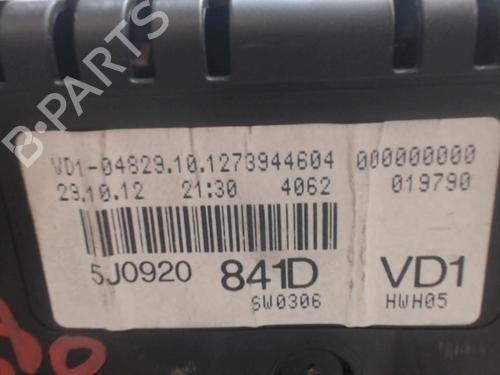 B-PARTS
VD1-04829.10.1273944604 000000000
29.10.12 21:30 4062 019790
5J0920 841D VD1
SW0306 HWH05